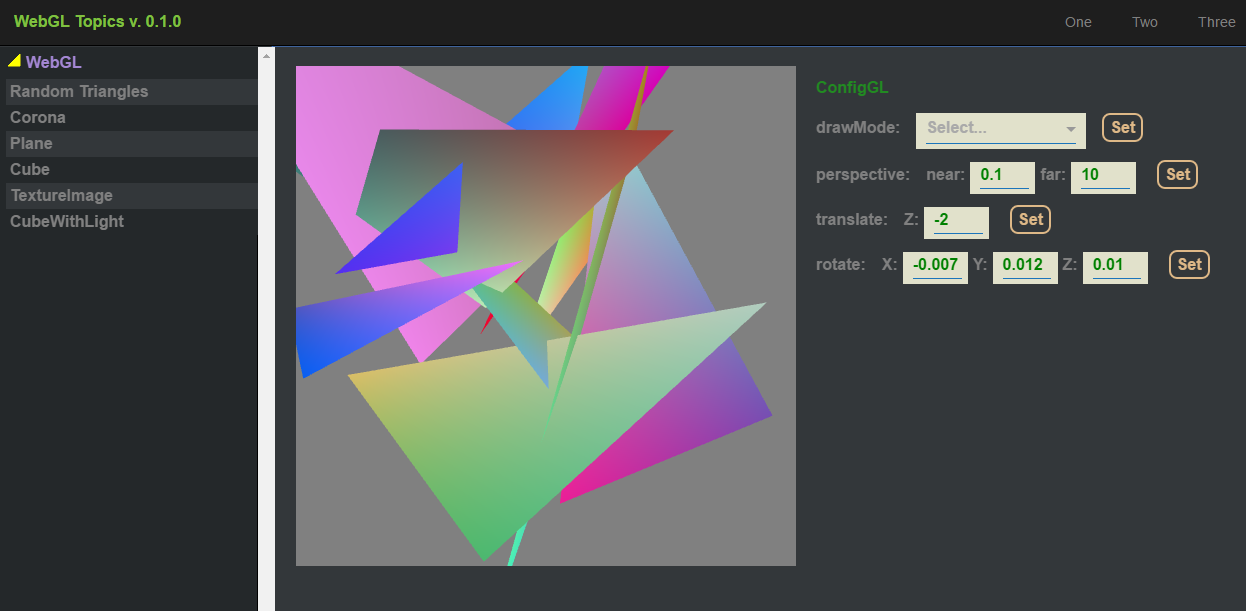 WebGL Topics v. 0.1.0 One Two Three
WebGL
Random Triangles
Corona
Plane
Cube
TextureImage
CubeWithLight
ConfigGL
drawMode: Select... Set
perspective: near: 0.1 far: 10 Set
translate: Z: -2 Set
rotate: X: -0.007 Y: 0.012 Z: 0.01 Set